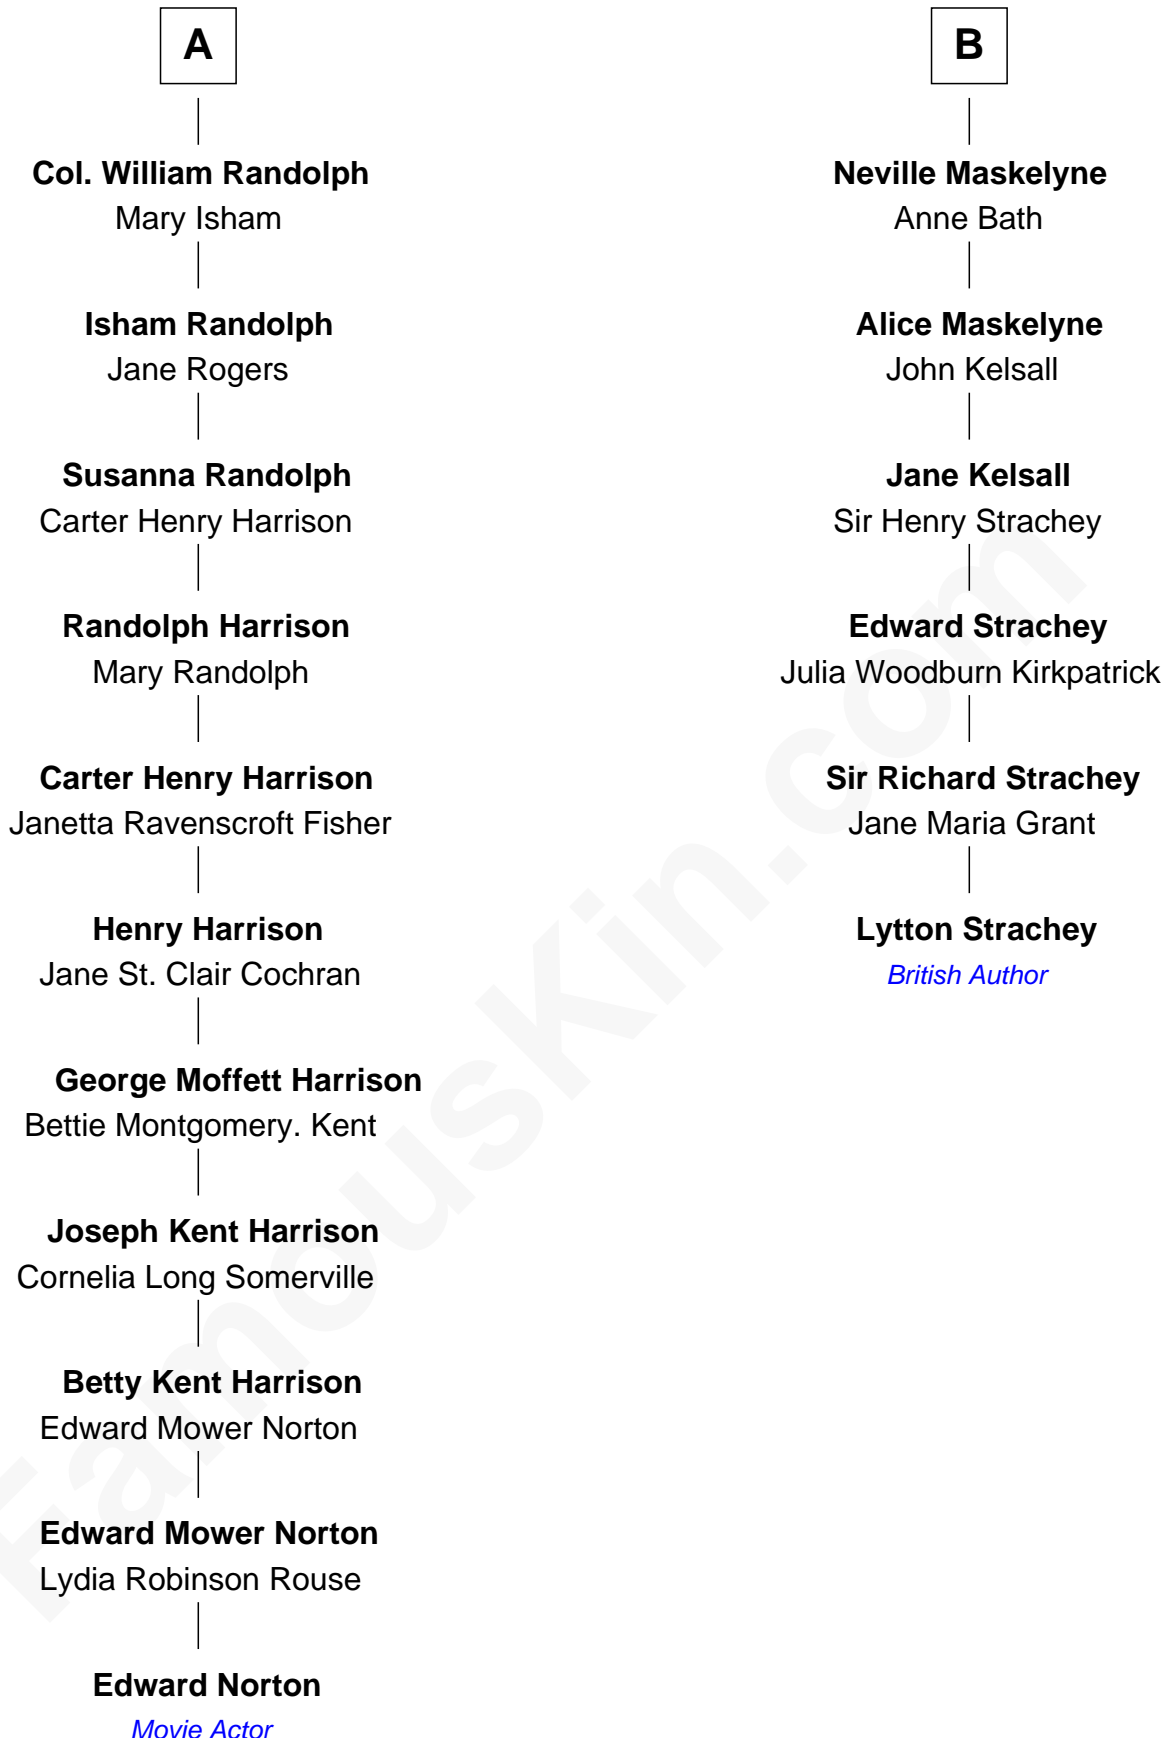 A
Col. William Randolph
Mary Isham
Isham Randolph
Jane Rogers
Susanna Randolph
Carter Henry Harrison
Randolph Harrison
Mary Randolph
Carter Henry Harrison
Janetta Ravenscroft Fisher
Henry Harrison
Jane St. Clair Cochran
George Moffett Harrison
Bettie Montgomery. Kent
Joseph Kent Harrison
Cornelia Long Somerville
Betty Kent Harrison
Edward Mower Norton
Edward Mower Norton
Lydia Robinson Rouse
Edward Norton
Movie Actor
B
Neville Maskelyne
Anne Bath
Alice Maskelyne
John Kelsall
Jane Kelsall
Sir Henry Strachey
Edward Strachey
Julia Woodburn Kirkpatrick
Sir Richard Strachey
Jane Maria Grant
Lytton Strachey
British Author
FamousKin.com